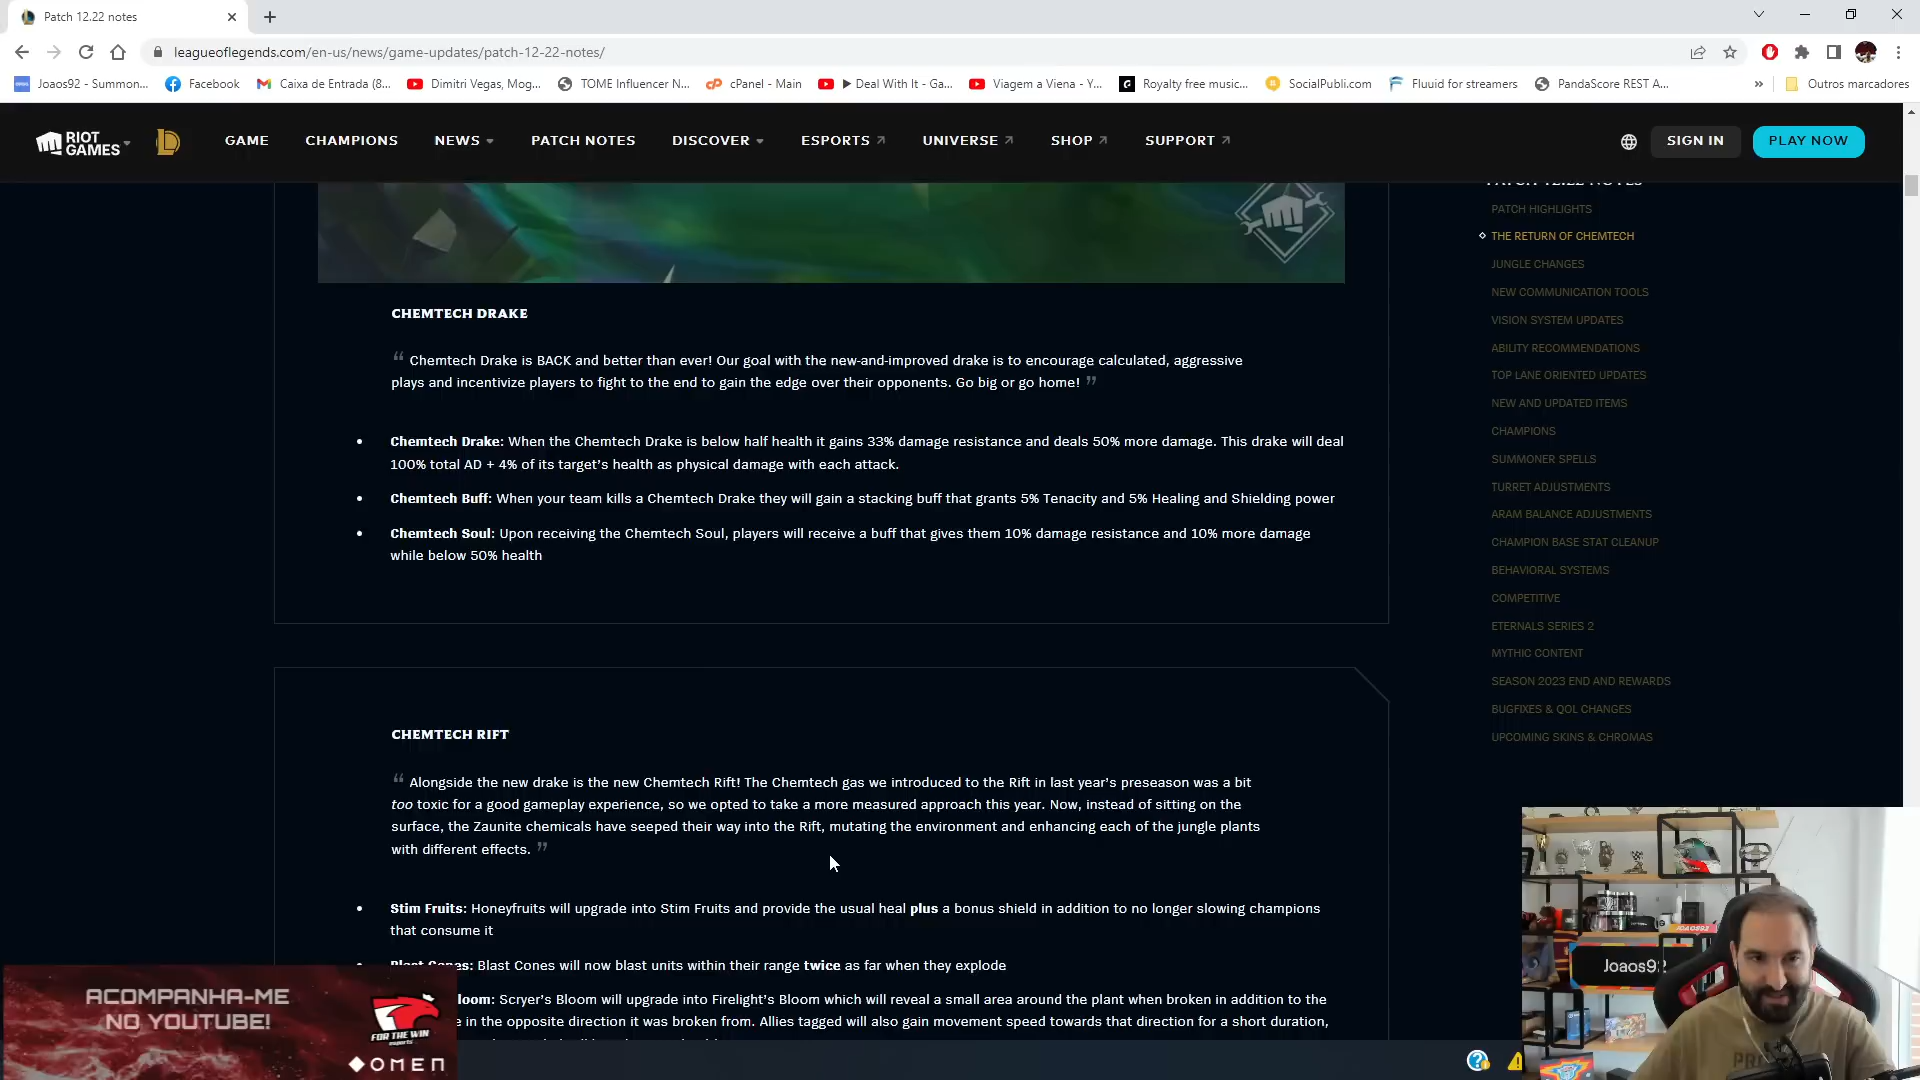 Patch 12.22 notes
leagueoflegends.com/en-us/news/game-updates/patch-12-22-notes/
Joaos92 - Summon...
Facebook
Caixa de Entrada (8...
Dimitri Vegas, Mog...
TOME Influencer N...
cPanel - Main
▶ Deal With It - Ga...
Viagem a Viena - Y...
Royalty free music...
SocialPubli.com
Fluuid for streamers
PandaScore REST A...
»
Outros marcadores
RIOT GAMES
GAME
CHAMPIONS
NEWS
PATCH NOTES
DISCOVER
ESPORTS
UNIVERSE
SHOP
SUPPORT
SIGN IN
PLAY NOW
CHEMTECH DRAKE
“ Chemtech Drake is BACK and better than ever! Our goal with the new-and-improved drake is to encourage calculated, aggressive
plays and incentivize players to fight to the end to gain the edge over their opponents. Go big or go home! ”
• Chemtech Drake: When the Chemtech Drake is below half health it gains 33% damage resistance and deals 50% more damage. This drake will deal
100% total AD + 4% of its target's health as physical damage with each attack.
• Chemtech Buff: When your team kills a Chemtech Drake they will gain a stacking buff that grants 5% Tenacity and 5% Healing and Shielding power
• Chemtech Soul: Upon receiving the Chemtech Soul, players will receive a buff that gives them 10% damage resistance and 10% more damage
while below 50% health
CHEMTECH RIFT
“ Alongside the new drake is the new Chemtech Rift! The Chemtech gas we introduced to the Rift in last year's preseason was a bit
too toxic for a good gameplay experience, so we opted to take a more measured approach this year. Now, instead of sitting on the
surface, the Zaunite chemicals have seeped their way into the Rift, mutating the environment and enhancing each of the jungle plants
with different effects. ”
• Stim Fruits: Honeyfruits will upgrade into Stim Fruits and provide the usual heal plus a bonus shield in addition to no longer slowing champions
that consume it
• Blast Cones: Blast Cones will now blast units within their range twice as far when they explode
loom: Scryer's Bloom will upgrade into Firelight's Bloom which will reveal a small area around the plant when broken in addition to the
e in the opposite direction it was broken from. Allies tagged will also gain movement speed towards that direction for a short duration,
PATCH 12.22 NOTES
PATCH HIGHLIGHTS
THE RETURN OF CHEMTECH
JUNGLE CHANGES
NEW COMMUNICATION TOOLS
VISION SYSTEM UPDATES
ABILITY RECOMMENDATIONS
TOP LANE ORIENTED UPDATES
NEW AND UPDATED ITEMS
CHAMPIONS
SUMMONER SPELLS
TURRET ADJUSTMENTS
ARAM BALANCE ADJUSTMENTS
CHAMPION BASE STAT CLEANUP
BEHAVIORAL SYSTEMS
COMPETITIVE
ETERNALS SERIES 2
MYTHIC CONTENT
SEASON 2023 END AND REWARDS
BUGFIXES & QOL CHANGES
UPCOMING SKINS & CHROMAS
ACOMPANHA-ME
NO YOUTUBE!
FOR THE WIN
esports
OMEN
JOAOS92
Joaos92